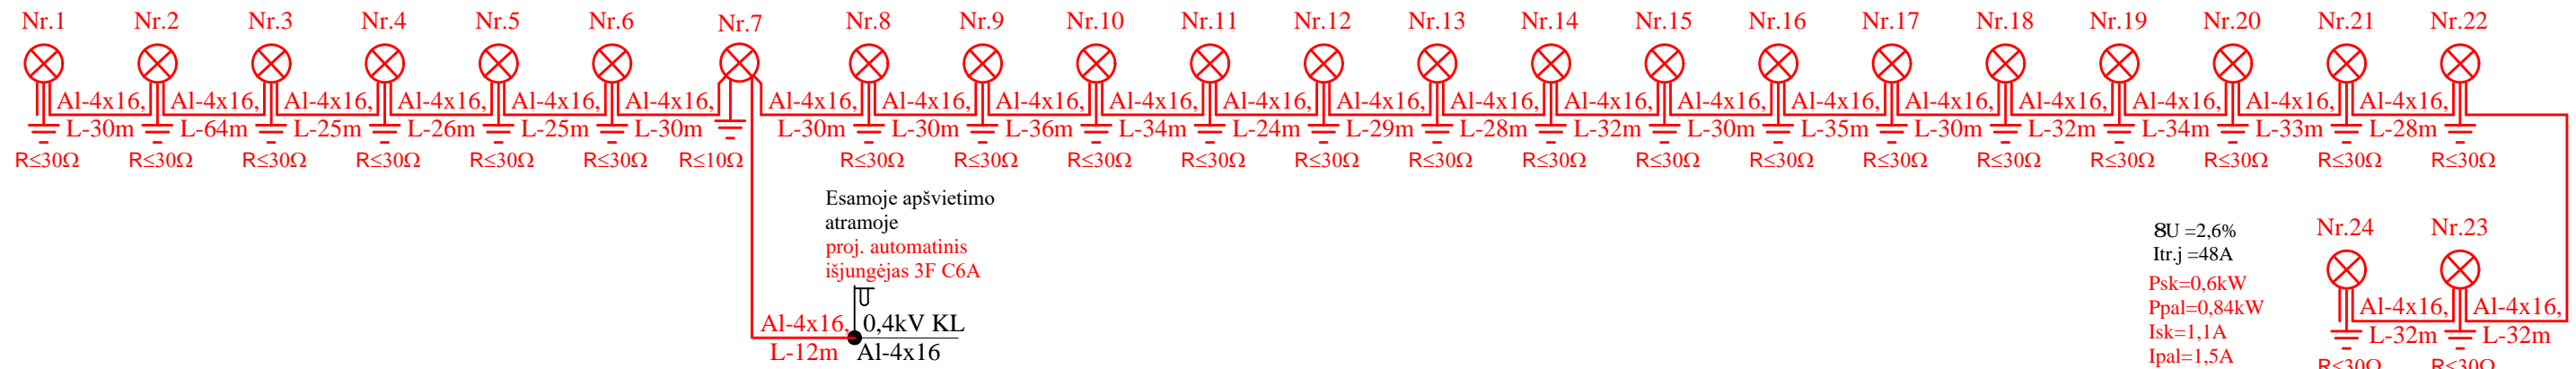 Nr.1 Nr.2 Nr.3 Nr.4 Nr.5 Nr.6 Nr.7 Nr.8 Nr.9 Nr.10 Nr.11 Nr.12 Nr.13 Nr.14 Nr.15 Nr.16 Nr.17 Nr.18 Nr.19 Nr.20 Nr.21 Nr.22
Al-4x16, Al-4x16, Al-4x16, Al-4x16, Al-4x16, Al-4x16, Al-4x16, Al-4x16, Al-4x16, Al-4x16, Al-4x16, Al-4x16, Al-4x16, Al-4x16, Al-4x16, Al-4x16, Al-4x16, Al-4x16, Al-4x16, Al-4x16, Al-4x16,
L-30m L-64m L-25m L-26m L-25m L-30m L-30m L-30m L-36m L-34m L-24m L-29m L-28m L-32m L-30m L-35m L-30m L-32m L-34m L-33m L-28m
R≤30Ω R≤30Ω R≤30Ω R≤30Ω R≤30Ω R≤30Ω R≤10Ω R≤30Ω R≤30Ω R≤30Ω R≤30Ω R≤30Ω R≤30Ω R≤30Ω R≤30Ω R≤30Ω R≤30Ω R≤30Ω R≤30Ω R≤30Ω R≤30Ω R≤30Ω
Esamoje apšvietimo
atramoje
proj. automatinis
išjungėjas 3F C6A
Al-4x16, 0,4kV KL
L-12m Al-4x16
8U =2,6%
Itr.j =48A
Psk=0,6kW
Ppal=0,84kW
Isk=1,1A
Ipal=1,5A
Nr.24 Nr.23
Al-4x16, Al-4x16,
L-32m L-32m
R≤30Ω R≤30Ω